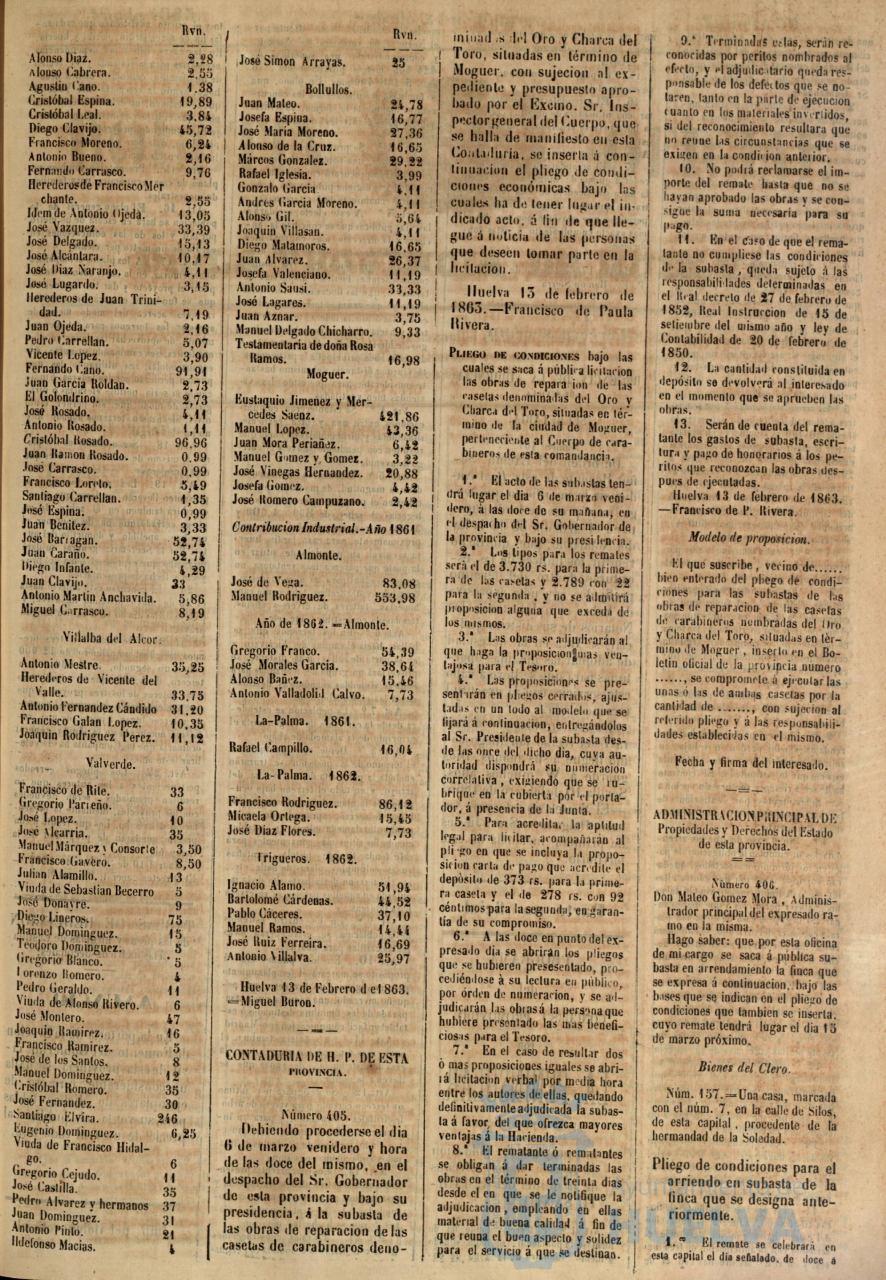 Rvn.
Alonso Diaz. 2,28
Alonso Cabrera. 2,55
Agustin Cano. 1,38
Cristóbal Espina. 19,89
Cristóbal Leal. 3,84
Diego Clavijo. 45,72
Francisco Moreno. 6,24
Antonio Bueno. 2,16
Fernando Carrasco. 9,76
Herederos de Francisco Mer
chante. 2,55
Idem de Antonio Ojeda. 13,05
José Vazquez. 33,39
José Delgado. 15,13
José Alcántara. 10,17
José Diaz Naranjo. 4,11
José Lugardo. 3,15
Herederos de Juan Trini-
dad. 7,19
Juan Ojeda. 2,16
Pedro Carrellan. 5,07
Vicente Lopez. 3,90
Fernando Cano. 91,91
Juan Garcia Roldan. 2,73
El Golondrino. 2,73
José Rosado. 4,11
Antonio Rosado. 1,11
Cristóbal Rosado. 96,96
Juan Ramon Rosado. 0,99
José Carrasco. 0,99
Francisco Loreto. 5,49
Santiago Carrellan. 1,35
José Espina. 0,99
Juan Benitez. 3,33
José Barragan. 52,74
Juan Caraño. 52,74
Diego Infante. 4,29
Juan Clavijo. 33
Antonio Martin Anchavida. 5,86
Miguel Carrasco. 8,19
Villalba del Alcor.
Antonio Mestre. 35,25
Herederos de Vicente del
Valle. 33,75
Antonio Fernandez Cándido 31,20
Francisco Galan Lopez. 10,35
Joaquin Rodriguez Perez. 11,12
Valverde.
Francisco de Rite. 33
Gregorio Parreño. 6
José Lopez. 10
José Alcarria. 35
Manuel Márquez y Consorte 3,50
Francisco Gavero. 8,50
Julian Alamillo. 13
Viuda de Sebastian Becerro 5
José Donayre. 9
Diego Lineros. 75
Manuel Dominguez. 15
Teodoro Dominguez. 5
Gregorio Blanco. 5
Lorenzo Romero. 4
Pedro Geraldo. 11
Viuda de Alonso Rivero. 6
José Montero. 47
Joaquin Ramirez. 16
Francisco Ramirez. 5
José de los Santos. 8
Manuel Dominguez. 12
Cristóbal Romero. 35
José Fernandez. 30
Santiago Elvira. 246
Eugenio Dominguez. 6,25
Viuda de Francisco Hidal-
go. 6
Gregorio Cejudo. 11
José Castilla. 35
Pedro Alvarez y hermanos 37
Juan Dominguez. 31
Antonio Pinto. 21
Ildefonso Macias. 4
Rvn.
José Simon Arrayas. 25
Bollullos.
Juan Mateo. 24,78
Josefa Espina. 16,77
José Maria Moreno. 27,36
Alonso de la Cruz. 16,65
Márcos Gonzalez. 29,22
Rafael Iglesia. 3,99
Gonzalo Garcia 4,11
Andres Garcia Moreno. 4,11
Alonso Gil. 5,64
Joaquin Villasan. 4,11
Diego Matamoros. 16,65
Juan Alvarez. 26,37
Josefa Valenciano. 11,19
Antonio Sausi. 33,33
José Lagares. 11,19
Juan Aznar. 3,75
Manuel Delgado Chicharro. 9,33
Testamentaria de doña Rosa
Ramos. 16,98
Moguer.
Eustaquio Jimenez y Mer-
cedes Saenz. 421,86
Manuel Lopez. 43,36
Juan Mora Periañez. 6,42
Manuel Gomez y Gomez. 3,22
José Vinegas Hernandez. 20,88
Josefa Gomez. 4,42
José Romero Campuzano. 2,42
Contribucion Industrial.-Año 1861
Almonte.
José de Vega. 83,08
Manuel Rodriguez. 553,98
Año de 1862.=Almonte.
Gregorio Franco. 54,39
José Morales Garcia. 38,64
Alonso Bañez. 15,46
Antonio Valladolid Calvo. 7,73
La-Palma. 1861.
Rafael Campillo. 16,04
La-Palma. 1862.
Francisco Rodriguez. 86,12
Micaela Ortega. 15,45
José Diaz Flores. 7,73
Trigueros. 1862.
Ignacio Alamo. 51,94
Bartolomé Cárdenas. 44,52
Pablo Cáceres. 37,10
Manuel Ramos. 14,44
José Ruiz Ferreira. 16,69
Antonio Villalva. 25,97
Huelva 13 de Febrero de 1863.
=Miguel Buron.
CONTADURIA DE H. P. DE ESTA
PROVINCIA.
Número 405.
Debiendo procederse el dia
6 de marzo venidero y hora
de las doce del mismo, en el
despacho del Sr. Gobernador
de esta provincia y bajo su
presidencia, á la subasta de
las obras de reparacion de las
casetas de carabineros deno-
minadas del Oro y Charca del
Toro, situadas en término de
Moguer, con sujecion al ex-
pediente y presupuesto apro-
bado por el Excmo. Sr. Ins-
pector general del Cuerpo, que
se halla de manifiesto en esta
Contaduría, se inserta á con-
tinuacion el pliego de condi-
ciones económicas bajo las
cuales ha de tener lugar el in-
dicado acto, á fin de que lle-
gue á noticia de las personas
que deseen tomar parte en la
licitacion.
Huelva 13 de febrero de
1863.—Francisco de Paula
Rivera.
PLIEGO DE CONDICIONES bajo las
cuales se saca á pública licitacion
las obras de reparacion de las
casetas denominadas del Oro y
Charca del Toro, situadas en tér-
mino de la ciudad de Moguer,
perteneciente al Cuerpo de cara-
bineros de esta comandancia.
1.ª El acto de las subastas ten-
drá lugar el dia 6 de marzo veni-
dero, á las doce de su mañana, en
el despacho del Sr. Gobernador de
la provincia y bajo su presidencia.
2.ª Los tipos para los remates
será el de 3.730 rs. para la prime-
ra de las casetas y 2.789 con 22
para la segunda, y no se admitirá
proposicion alguna que exceda de
los mismos.
3.ª Las obras se adjudicarán al
que haga la proposicion mas ven-
tajosa para el Tesoro.
4.ª Las proposiciones se pre-
sentarán en pliegos cerrados, ajus-
tadas en un todo al modelo que se
fijará á continuacion, entregándolos
al Sr. Presidente de la subasta des-
de las once del dicho dia, cuya au-
toridad dispondrá su numeracion
correlativa, exigiendo que se ru-
brique en la cubierta por el porta-
dor, á presencia de la Junta.
5.ª Para acreditar la aptitud
legal para licitar, acompañarán al
pliego en que se incluya la propo-
sicion carta de pago que acredite el
depósito de 373 rs. para la prime-
ra caseta y el de 278 rs. con 92
céntimos para la segunda, en garan-
tía de su compromiso.
6.ª A las doce en punto del ex-
presado dia se abrirán los pliegos
que se hubieren presesentado, pro-
cediéndose á su lectura en público,
por órden de numeracion, y se ad-
judicarán las obras á la persona que
hubiere presentado las mas benefi-
ciosas para el Tesoro.
7.ª En el caso de resultar dos
ó mas proposiciones iguales se abri-
rá licitacion verbal por media hora
entre los autores de ellas, quedando
definitivamente adjudicada la subas-
ta á favor del que ofrezca mayores
ventajas á la Hacienda.
8.ª El rematante ó rematantes
se obligan á dar terminadas las
obras en el término de treinta dias
desde el en que se le notifique la
adjudicacion, empleando en ellas
material de buena calidad á fin de
que reuna el buen aspecto y solidez
para el servicio á que se destinan.
9.ª Terminadas estas, serán re-
conocidas por peritos nombrados al
efecto, y el adjudicatario queda res-
ponsable de los defectos que se no-
taren, tanto en la parte de ejecucion
cuanto en los materiales invertidos,
si del reconocimiento resultara que
no reune las circunstancias que se
exigen en la condicion anterior.
10. No podrá reclamarse el im-
porte del remate hasta que no se
hayan aprobado las obras y se con-
sigue la suma necesaria para su
pago.
11. En el caso de que el rema-
tante no cumpliese las condiciones
de la subasta, queda sujeto á las
responsabilidades determinadas en
el Real decreto de 27 de febrero de
1852, Real Instruccion de 15 de
setiembre del mismo año y ley de
Contabilidad de 20 de febrero de
1850.
12. La cantidad constituida en
depósito se devolverá al interesado
en el momento que se aprueben las
obras.
13. Serán de cuenta del rema-
tante los gastos de subasta, escri-
tura y pago de honorarios á los pe-
ritos que reconozcan las obras des-
pues de ejecutadas.
Huelva 13 de febrero de 1863.
—Francisco de P. Rivera.
Modelo de proposicion.
El que suscribe, vecino de......
bien enterado del pliego de condi-
ciones para las subastas de las
obras de reparacion de las casetas
de carabineros nombradas del Oro
y Charca del Toro, situadas en tér-
mino de Moguer, inserto en el Bo-
letin oficial de la provincia numero
......, se compromete á ejecutar las
unas ó las de ambas casetas por la
cantidad de ......., con sujecion al
referido pliego y á las responsabili-
dades establecidas en el mismo.
Fecha y firma del interesado.
ADMINISTRACION PRINCIPAL DE
Propiedades y Derechos del Estado
de esta provincia.
Número 406.
Don Mateo Gomez Mora, Adminis-
trador principal del expresado ra-
mo en la misma.
Hago saber: que por esta oficina
de mi cargo se saca á pública su-
basta en arrendamiento la finca que
se expresa á continuacion, bajo las
bases que se indican en el pliego de
condiciones que tambien se inserta,
cuyo remate tendrá lugar el dia 15
de marzo próximo.
Bienes del Clero.
Núm. 157.=Una casa, marcada
con el núm. 7, en la calle de Silos,
de esta capital, procedente de la
hermandad de la Soledad.
Pliego de condiciones para el
arriendo en subasta de la
finca que se designa ante-
riormente.
1.ª El remate se celebrará en
esta capital el dia señalado, de doce á